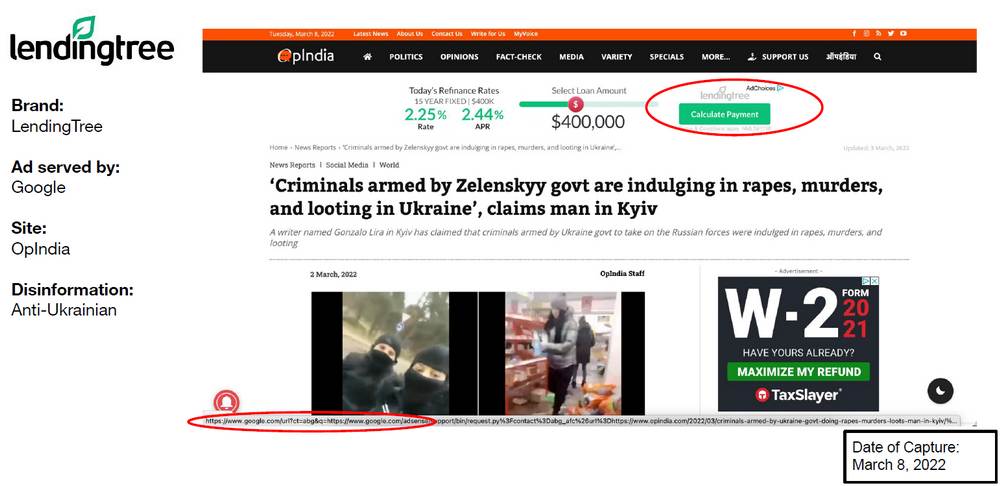 lendingtree
Brand:
LendingTree
Ad served by:
Google
Site:
OpIndia
Disinformation:
Anti-Ukrainian
Tuesday, March 8, 2022 Latest News About Us Contact Us Write for Us MyVoice
OpIndia POLITICS OPINIONS FACT-CHECK MEDIA VARIETY SPECIALS MORE... SUPPORT US ऑपइंडिया
Today's Refinance Rates
15 YEAR FIXED | $400K
2.25% 2.44%
Rate APR
Select Loan Amount
$
$400,000
AdChoices
lendingtree
Calculate Payment
Home › News Reports › 'Criminals armed by Zelenskyy govt are indulging in rapes, murders, and looting in Ukraine',...
Updated: 3 March, 2022
News Reports | Social Media | World
'Criminals armed by Zelenskyy govt are indulging in rapes, murders,
and looting in Ukraine', claims man in Kyiv
A writer named Gonzalo Lira in Kyiv has claimed that criminals armed by Ukraine govt to take on the Russian forces were indulged in rapes, murders, and
looting
2 March, 2022 OpIndia Staff
- Advertisement -
W-2 FORM
20
21
HAVE YOURS ALREADY?
MAXIMIZE MY REFUND
TaxSlayer
https://www.google.com/url?ct=abg&q=https://www.google.com/adsense/support/bin/request.py%3Fcontact%3Dabg_afc%26url%3Dhttps://www.opindia.com/2022/03/criminals-armed-by-ukraine-govt-doing-rapes-murders-loots-man-in-kyiv/%...
Date of Capture:
March 8, 2022